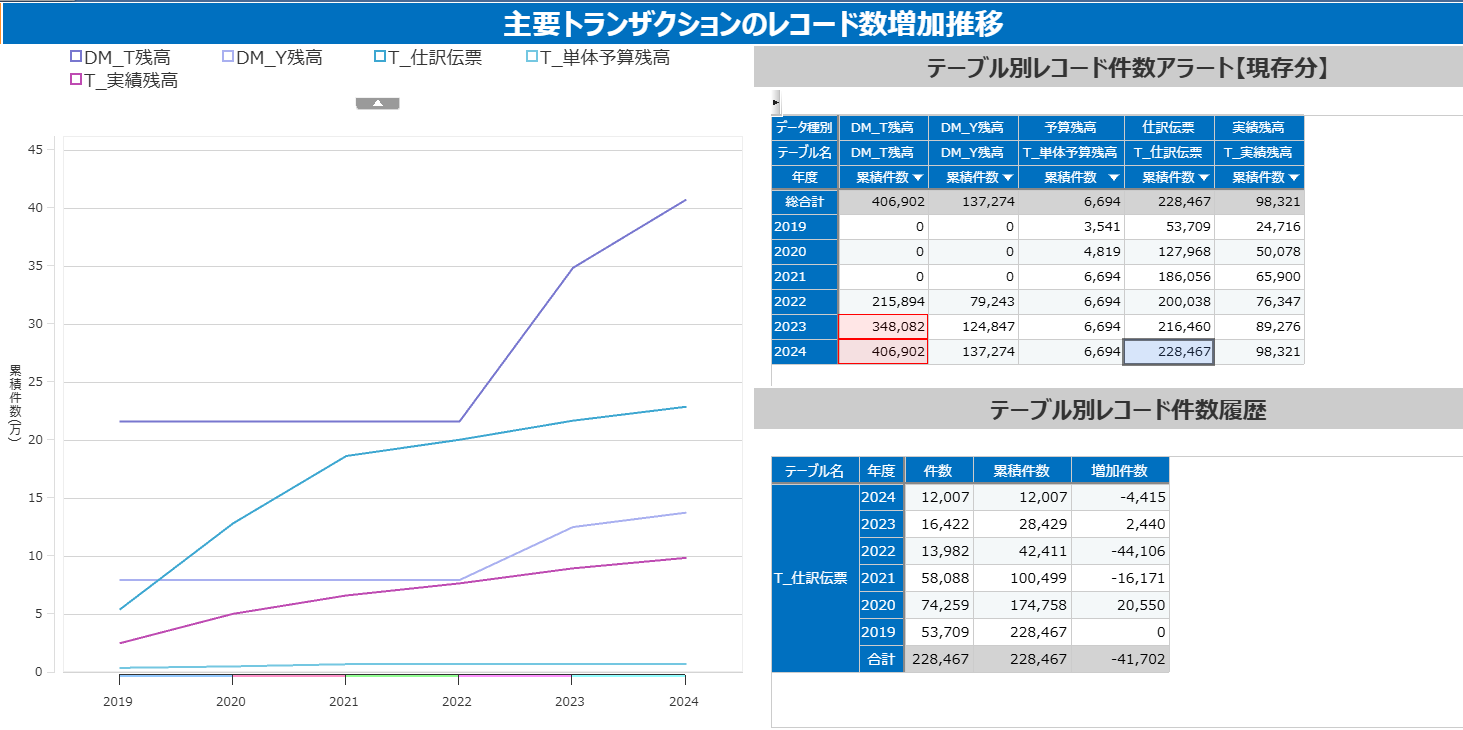 主要トランザクションのレコード数増加推移
DM_T残高 DM_Y残高 T_仕訳伝票 T_単体予算残高
T_実績残高
累積件数(万)
45
40
35
30
25
20
15
10
5
0
2019 2020 2021 2022 2023 2024
テーブル別レコード件数アラート【現存分】
データ種別 DM_T残高 DM_Y残高 予算残高 仕訳伝票 実績残高
テーブル名 DM_T残高 DM_Y残高 T_単体予算残高 T_仕訳伝票 T_実績残高
年度 累積件数 累積件数 累積件数 累積件数 累積件数
総合計 406,902 137,274 6,694 228,467 98,321
2019 0 0 3,541 53,709 24,716
2020 0 0 4,819 127,968 50,078
2021 0 0 6,694 186,056 65,900
2022 215,894 79,243 6,694 200,038 76,347
2023 348,082 124,847 6,694 216,460 89,276
2024 406,902 137,274 6,694 228,467 98,321
テーブル別レコード件数履歴
テーブル名 年度 件数 累積件数 増加件数
2024 12,007 12,007 -4,415
2023 16,422 28,429 2,440
2022 13,982 42,411 -44,106
T_仕訳伝票 2021 58,088 100,499 -16,171
2020 74,259 174,758 20,550
2019 53,709 228,467 0
合計 228,467 228,467 -41,702